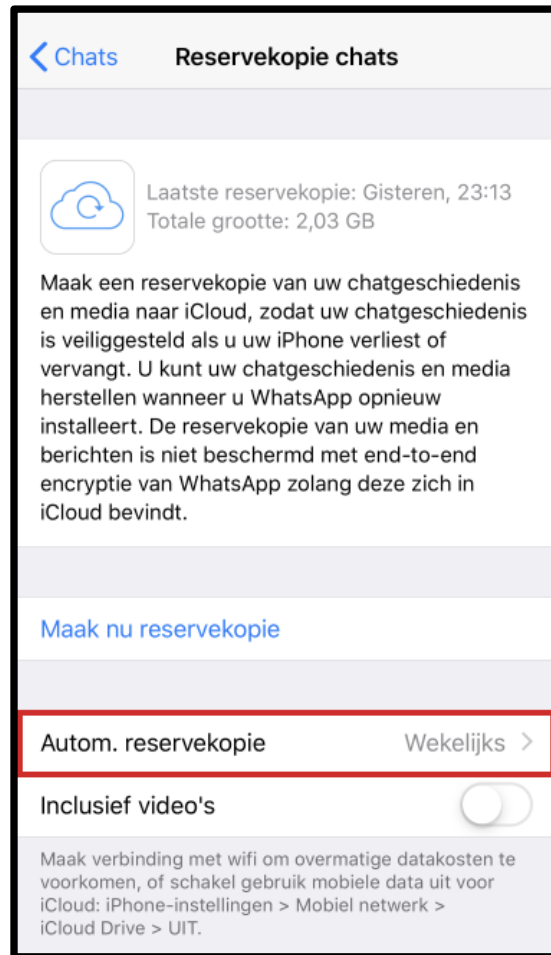 Chats
Reservekopie chats
Laatste reservekopie: Gisteren, 23:13
Totale grootte: 2,03 GB
Maak een reservekopie van uw chatgeschiedenis
en media naar iCloud, zodat uw chatgeschiedenis
is veiliggesteld als u uw iPhone verliest of
vervangt. U kunt uw chatgeschiedenis en media
herstellen wanneer u WhatsApp opnieuw
installeert. De reservekopie van uw media en
berichten is niet beschermd met end-to-end
encryptie van WhatsApp zolang deze zich in
iCloud bevindt.
Maak nu reservekopie
Autom. reservekopie Wekelijks
Inclusief video's
Maak verbinding met wifi om overmatige datakosten te
voorkomen, of schakel gebruik mobiele data uit voor
iCloud: iPhone-instellingen > Mobiel netwerk >
iCloud Drive > UIT.